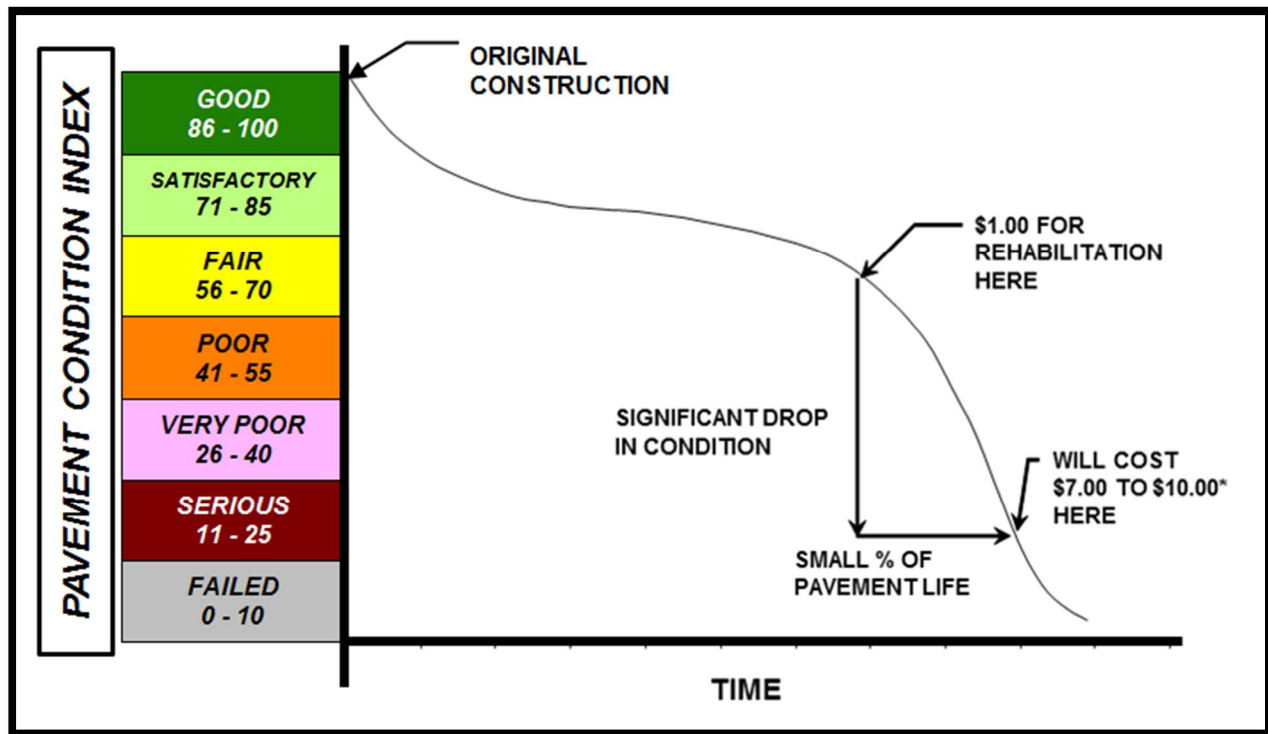 PAVEMENT CONDITION INDEX
GOOD
86 - 100
SATISFACTORY
71 - 85
FAIR
56 - 70
POOR
41 - 55
VERY POOR
26 - 40
SERIOUS
11 - 25
FAILED
0 - 10
ORIGINAL
CONSTRUCTION
$1.00 FOR
REHABILITATION
HERE
SIGNIFICANT DROP
IN CONDITION
WILL COST
$7.00 TO $10.00*
HERE
SMALL % OF
PAVEMENT LIFE
TIME